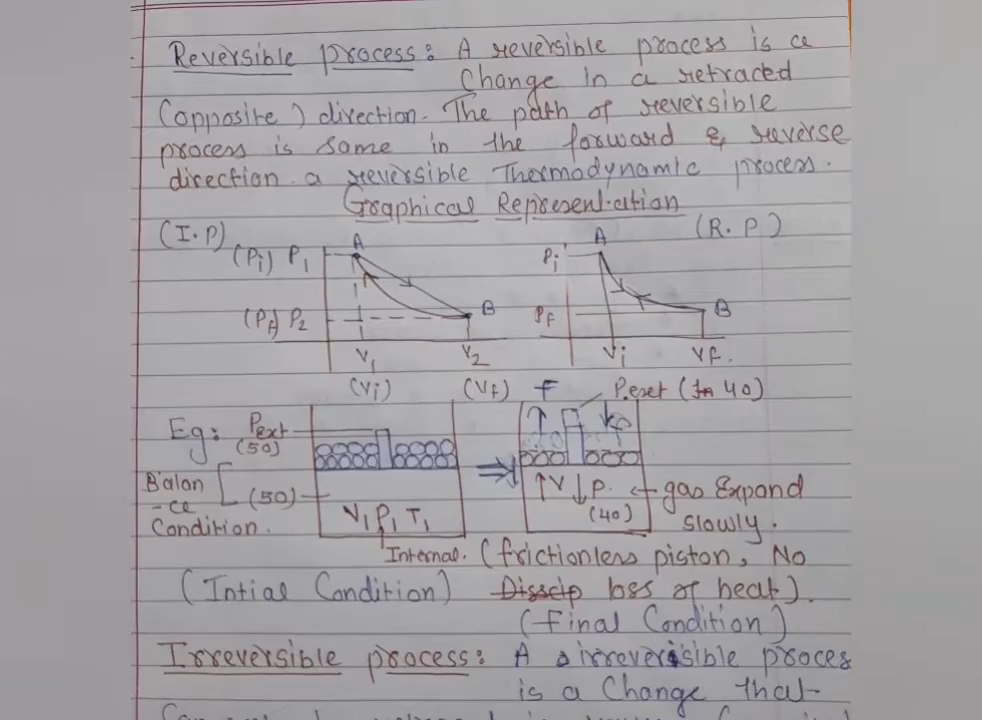 Reversible process: A reversible process is a
Change in a retraced
(opposite) direction. The path of reversible
process is same in the forward & reverse
direction a reversible Thermodynamic process.
Graphical Representation
(I.P) (R.P)
(Pi) P1 A Pi A
(Pf) P2 B Pf B
V1 V2 Vi Vf.
(Vi) (Vf) F Pext (to 40)
Eg: Pext
(50)
Balan [ (50)
-ce
Condition.
V1 P1 T1
↑V ↓P. ← gas Expand
(40) slowly.
Internal. (frictionless piston, No
(Intial Condition) loss of heat).
(Final Condition)
Irreversible process: A irreversible proces
is a Change that